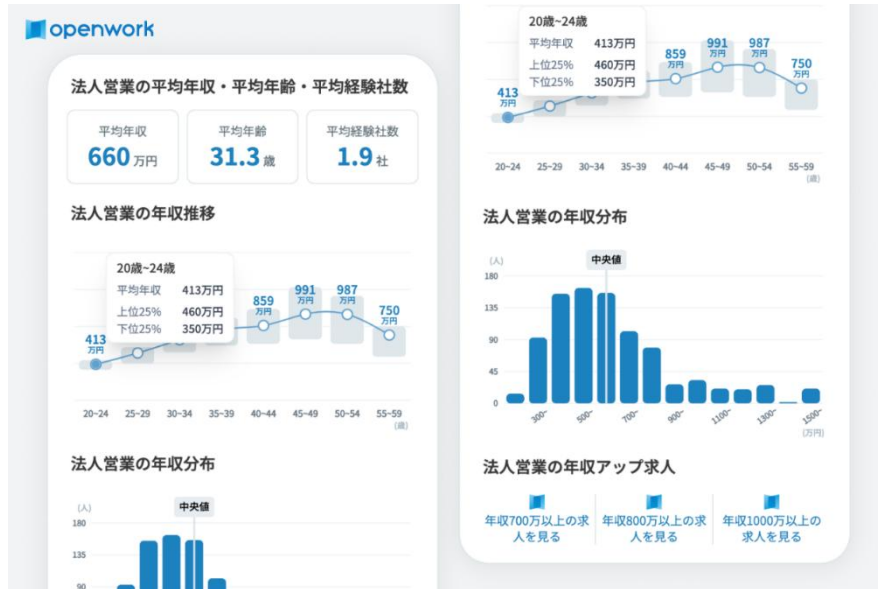 openwork
法人営業の平均年収・平均年齢・平均経験社数
平均年収
660万円
平均年齢
31.3歳
平均経験社数
1.9社
法人営業の年収推移
20歳~24歳
平均年収 413万円
上位25% 460万円
下位25% 350万円
413
万円
859
万円
991
万円
987
万円
750
万円
20~24 25~29 30~34 35~39 40~44 45~49 50~54 55~59
(歳)
法人営業の年収分布
(人)
中央値
180
135
90
20歳~24歳
平均年収 413万円
上位25% 460万円
下位25% 350万円
413
万円
859
万円
991
万円
987
万円
750
万円
20~24 25~29 30~34 35~39 40~44 45~49 50~54 55~59
(歳)
法人営業の年収分布
(人)
中央値
180
135
90
45
0
300~ 500~ 700~ 900~ 1100~ 1300~ 1500~
(万円)
法人営業の年収アップ求人
年収700万以上の求
人を見る
年収800万以上の求
人を見る
年収1000万以上の
求人を見る